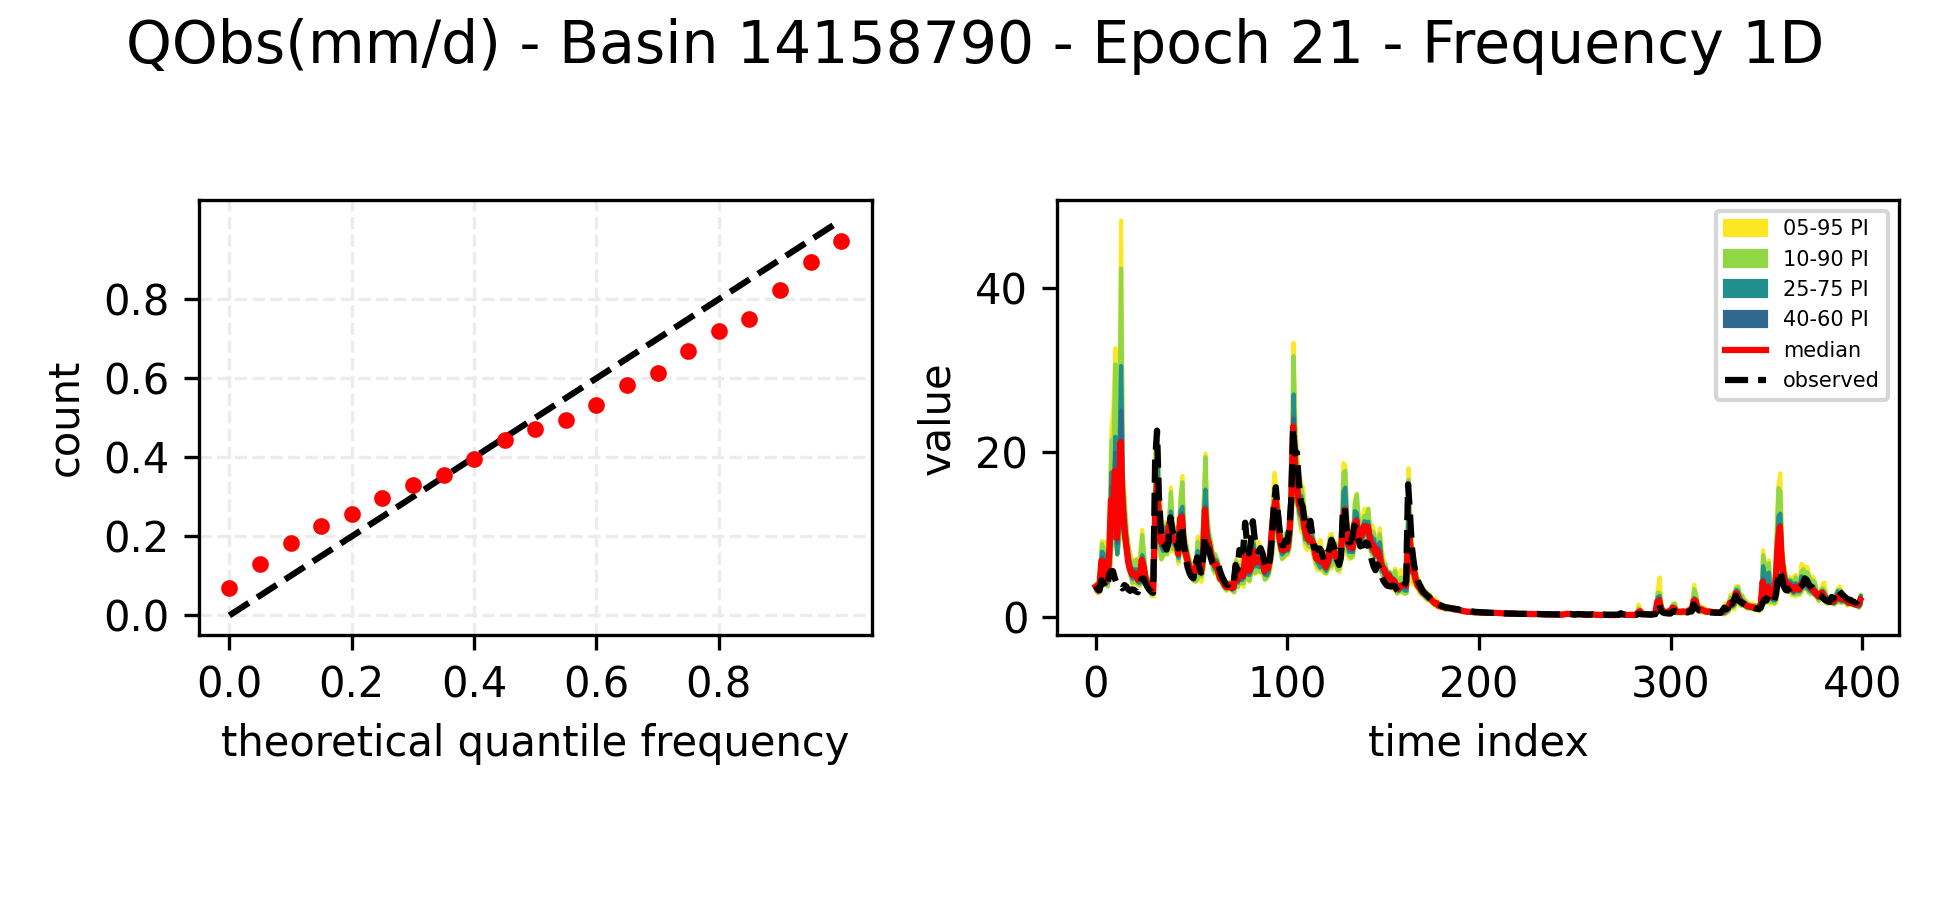 QObs(mm/d) - Basin 14158790 - Epoch 21 - Frequency 1D
count
0.8
0.6
0.4
0.2
0.0
0.0 0.2 0.4 0.6 0.8
theoretical quantile frequency
value
40
20
0
0 100 200 300 400
time index
05-95 PI
10-90 PI
25-75 PI
40-60 PI
median
observed